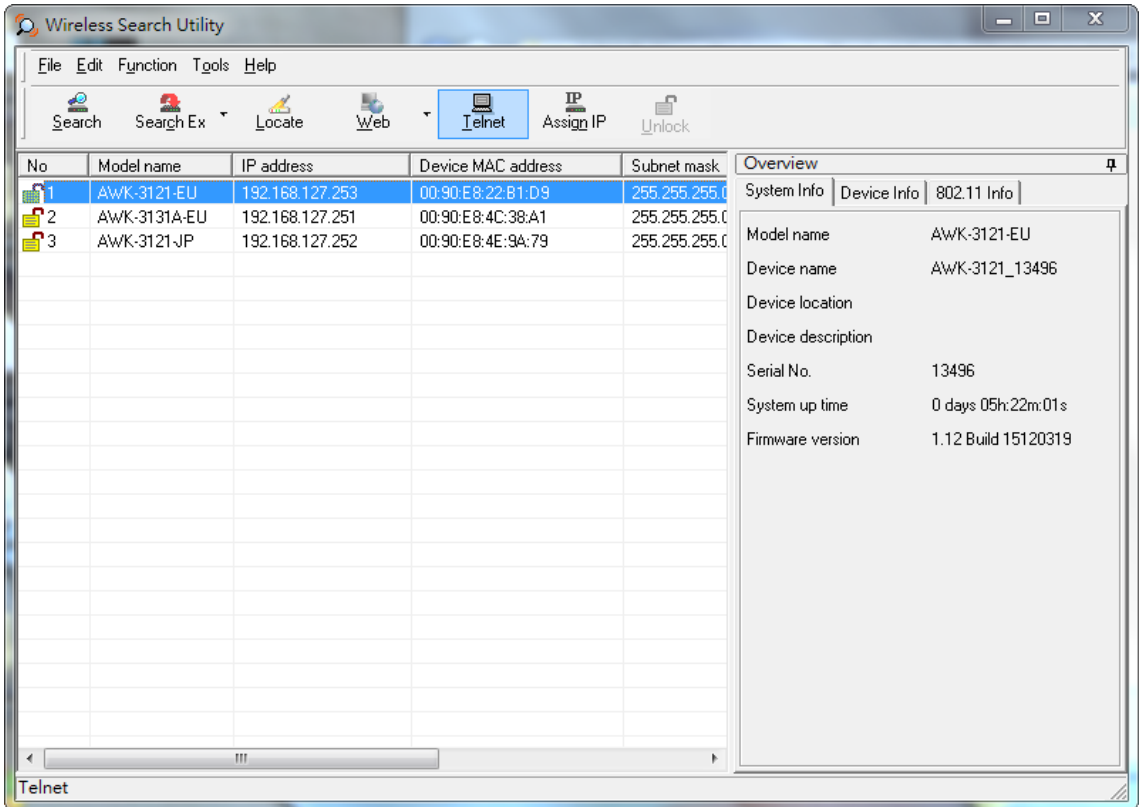 Wireless Search Utility
File Edit Function Tools Help
Search Search Ex Locate Web Telnet IP Assign IP Unlock
No Model name IP address Device MAC address Subnet mask
1 AWK-3121-EU 192.168.127.253 00:90:E8:22:B1:D9 255.255.255.0
2 AWK-3131A-EU 192.168.127.251 00:90:E8:4C:38:A1 255.255.255.0
3 AWK-3121-JP 192.168.127.252 00:90:E8:4E:9A:79 255.255.255.0
Overview
System Info Device Info 802.11 Info
Model name AWK-3121-EU
Device name AWK-3121_13496
Device location
Device description
Serial No. 13496
System up time 0 days 05h:22m:01s
Firmware version 1.12 Build 15120319
Telnet